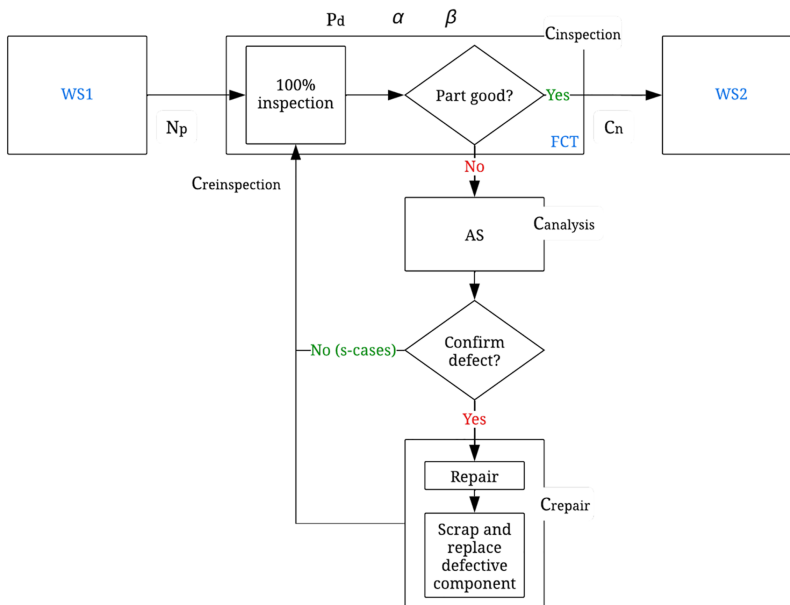 Pd α β
Cinspection
WS1
100%
inspection
Part good?
Yes
WS2
Np
FCT
Cn
No
Creinspection
AS
Canalysis
No (s-cases)
Confirm
defect?
Yes
Repair
Crepair
Scrap and
replace
defective
component